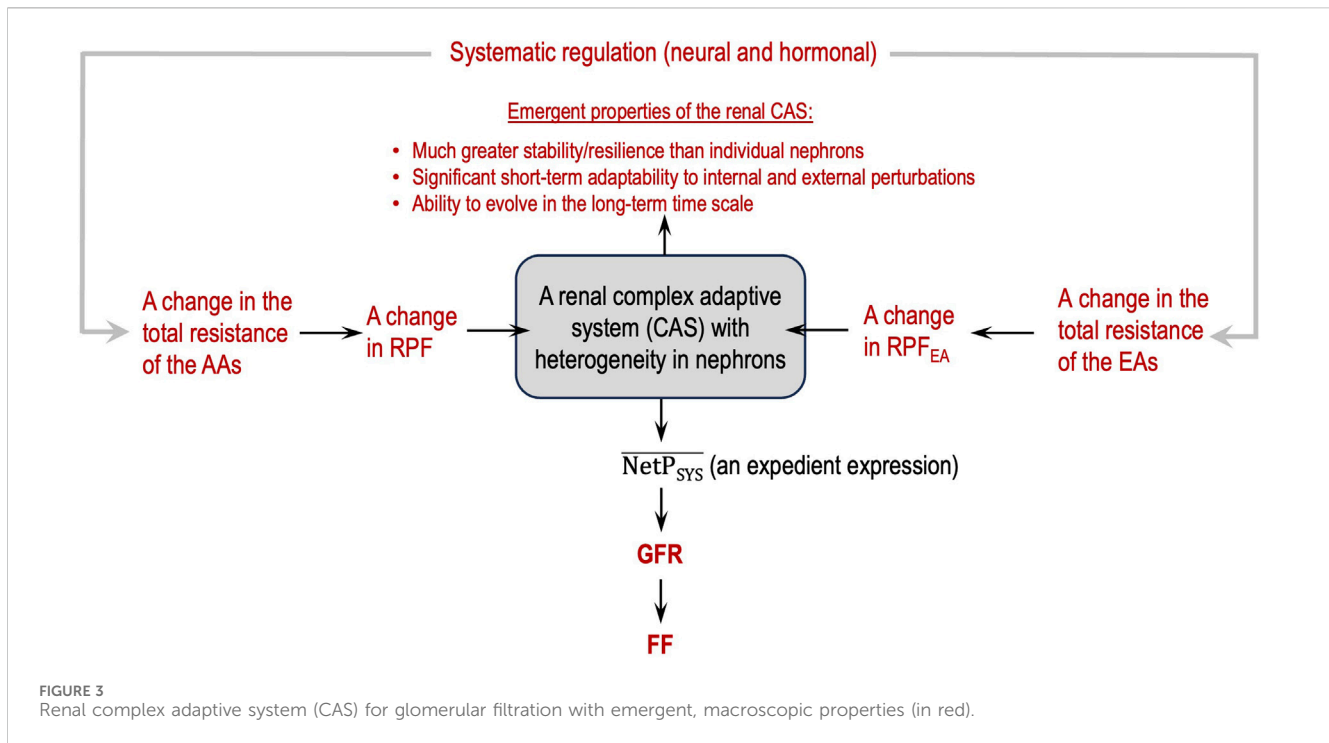 Systematic regulation (neural and hormonal)
Emergent properties of the renal CAS:
• Much greater stability/resilience than individual nephrons
• Significant short-term adaptability to internal and external perturbations
• Ability to evolve in the long-term time scale
A change in the
total resistance
of the AAs
A change
in RPF
A renal complex adaptive
system (CAS) with
heterogeneity in nephrons
A change
in RPF_EA
A change in the
total resistance
of the EAs
NetP_SYS (an expedient expression)
GFR
FF
FIGURE 3
Renal complex adaptive system (CAS) for glomerular filtration with emergent, macroscopic properties (in red).